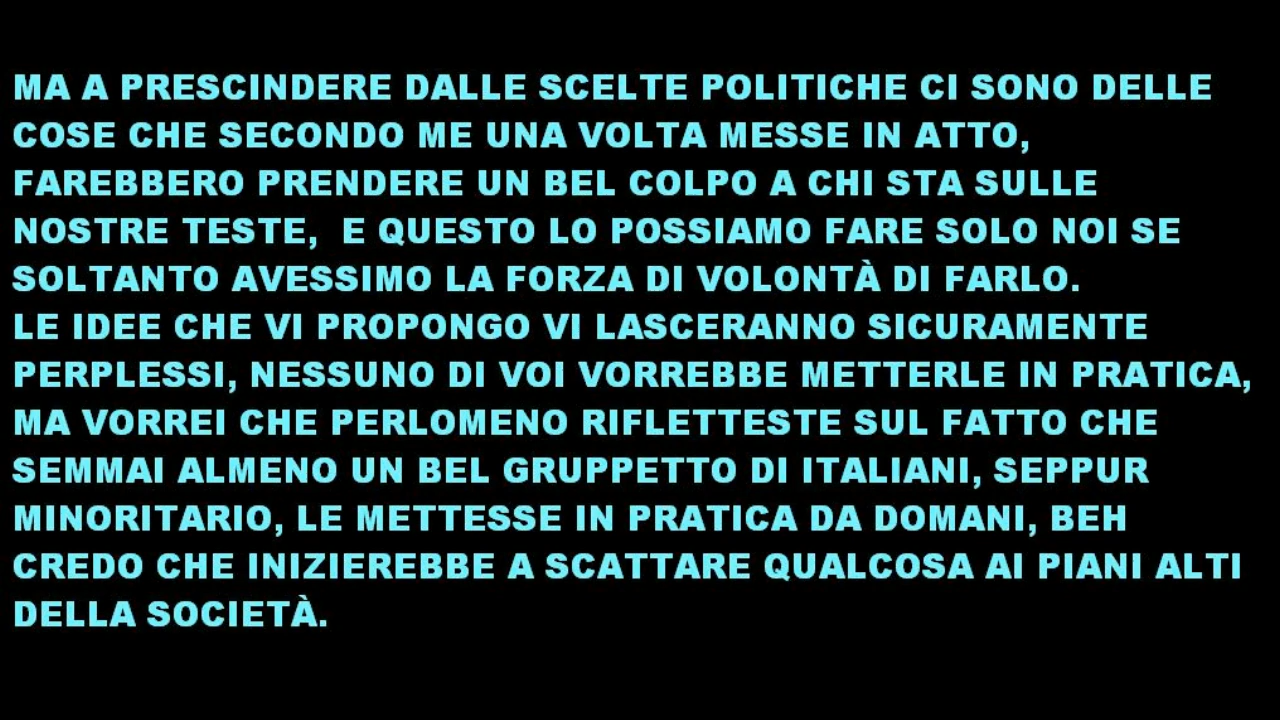 MA A PRESCINDERE DALLE SCELTE POLITICHE CI SONO DELLE
COSE CHE SECONDO ME UNA VOLTA MESSE IN ATTO,
FAREBBERO PRENDERE UN BEL COLPO A CHI STA SULLE
NOSTRE TESTE,  E QUESTO LO POSSIAMO FARE SOLO NOI SE
SOLTANTO AVESSIMO LA FORZA DI VOLONTÀ DI FARLO.
LE IDEE CHE VI PROPONGO VI LASCERANNO SICURAMENTE
PERPLESSI, NESSUNO DI VOI VORREBBE METTERLE IN PRATICA,
MA VORREI CHE PERLOMENO RIFLETTESTE SUL FATTO CHE
SEMMAI ALMENO UN BEL GRUPPETTO DI ITALIANI, SEPPUR
MINORITARIO, LE METTESSE IN PRATICA DA DOMANI, BEH
CREDO CHE INIZIEREBBE A SCATTARE QUALCOSA AI PIANI ALTI
DELLA SOCIETÀ.